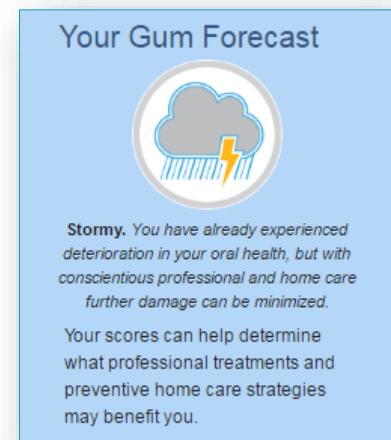 Your Gum Forecast
Stormy. You have already experienced
deterioration in your oral health, but with
conscientious professional and home care
further damage can be minimized.
Your scores can help determine
what professional treatments and
preventive home care strategies
may benefit you.